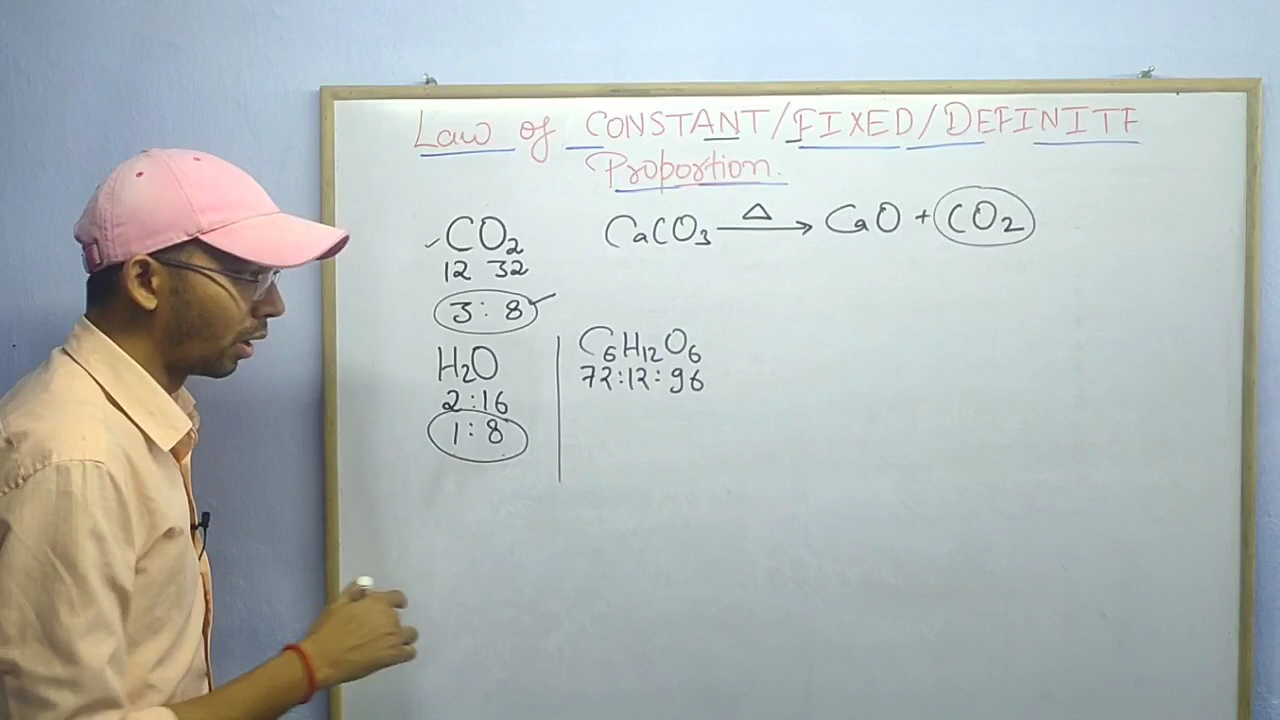 Law of CONSTANT/FIXED/DEFINITE
Proportion.
CO₂
12 32
3 : 8
CaCO₃ —Δ→ CaO + CO₂
H₂O
2 : 16
1 : 8
C₆H₁₂O₆
72 : 12 : 96